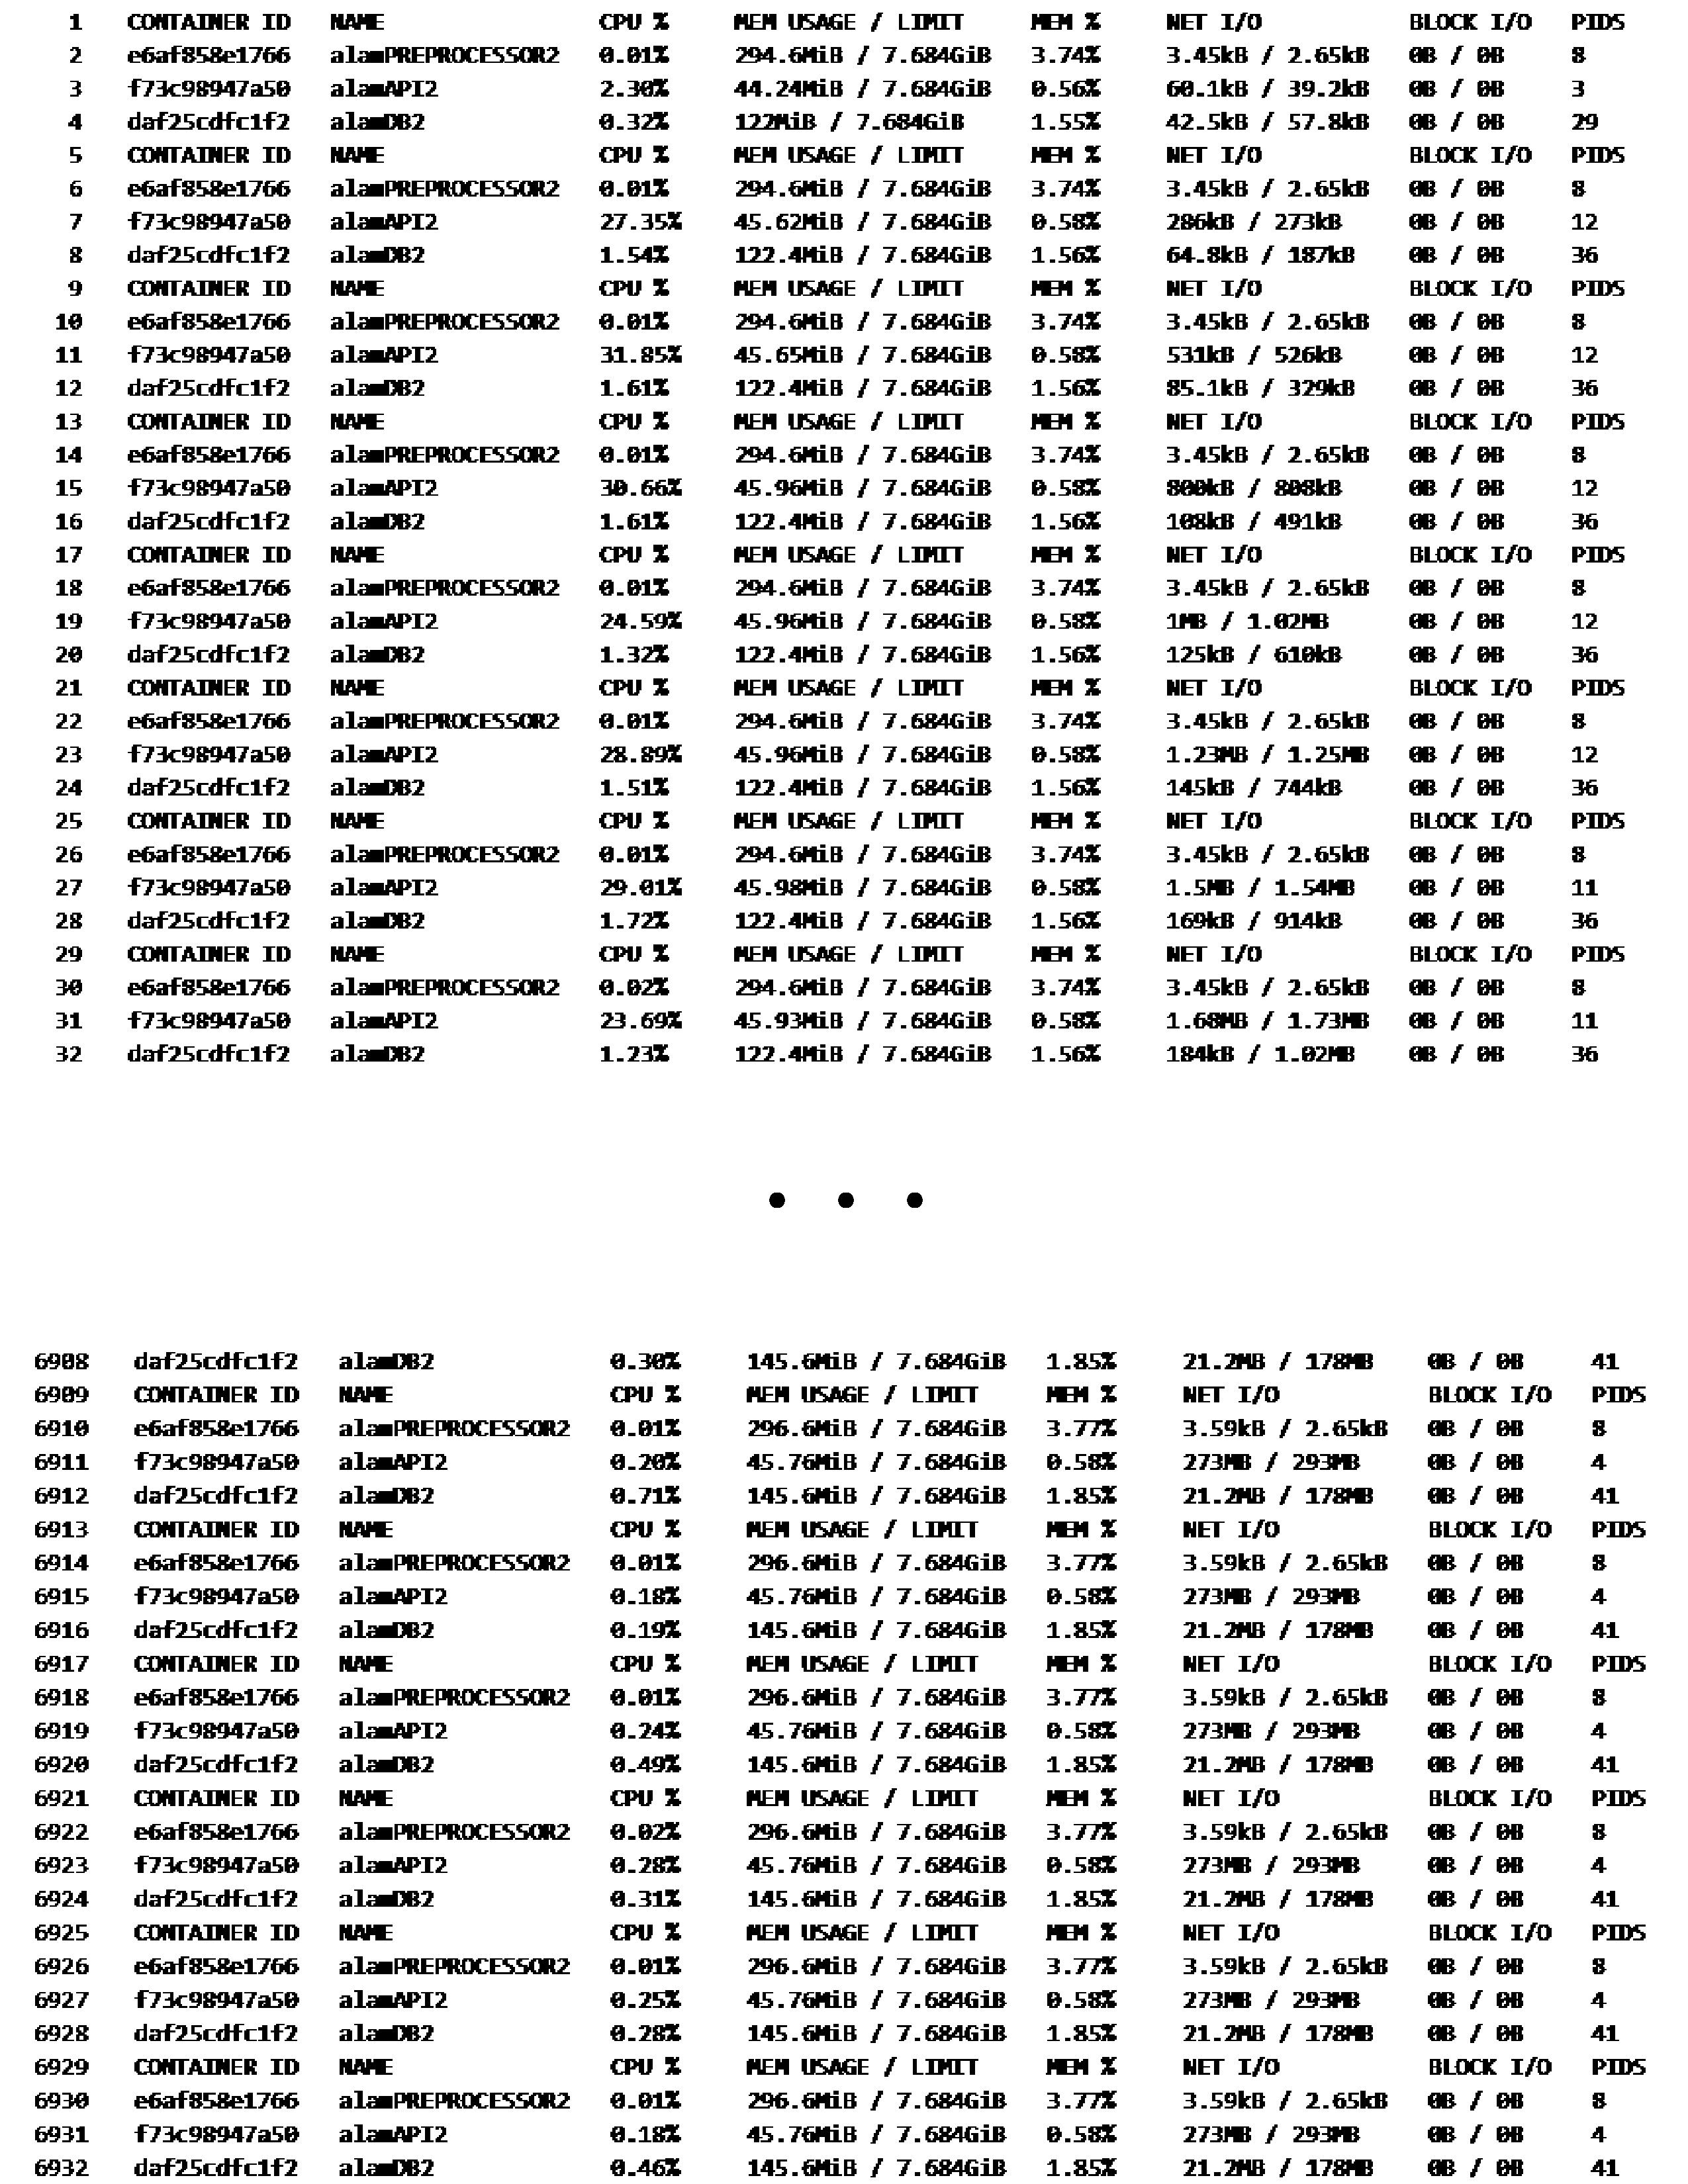 1 CONTAINER ID NAME CPU % MEM USAGE / LIMIT MEM % NET I/O BLOCK I/O PIDS
2 e6af858e1766 alamPREPROCESSOR2 0.01% 294.6MiB / 7.684GiB 3.74% 3.45kB / 2.65kB 0B / 0B 8
3 f73c98947a50 alamAPI2 2.30% 44.24MiB / 7.684GiB 0.56% 60.1kB / 39.2kB 0B / 0B 3
4 daf25cdfc1f2 alamDB2 0.32% 122MiB / 7.684GiB 1.55% 42.5kB / 57.8kB 0B / 0B 29
5 CONTAINER ID NAME CPU % MEM USAGE / LIMIT MEM % NET I/O BLOCK I/O PIDS
6 e6af858e1766 alamPREPROCESSOR2 0.01% 294.6MiB / 7.684GiB 3.74% 3.45kB / 2.65kB 0B / 0B 8
7 f73c98947a50 alamAPI2 27.35% 45.62MiB / 7.684GiB 0.58% 286kB / 273kB 0B / 0B 12
8 daf25cdfc1f2 alamDB2 1.54% 122.4MiB / 7.684GiB 1.56% 64.8kB / 187kB 0B / 0B 36
9 CONTAINER ID NAME CPU % MEM USAGE / LIMIT MEM % NET I/O BLOCK I/O PIDS
10 e6af858e1766 alamPREPROCESSOR2 0.01% 294.6MiB / 7.684GiB 3.74% 3.45kB / 2.65kB 0B / 0B 8
11 f73c98947a50 alamAPI2 31.85% 45.65MiB / 7.684GiB 0.58% 531kB / 526kB 0B / 0B 12
12 daf25cdfc1f2 alamDB2 1.61% 122.4MiB / 7.684GiB 1.56% 85.1kB / 329kB 0B / 0B 36
13 CONTAINER ID NAME CPU % MEM USAGE / LIMIT MEM % NET I/O BLOCK I/O PIDS
14 e6af858e1766 alamPREPROCESSOR2 0.01% 294.6MiB / 7.684GiB 3.74% 3.45kB / 2.65kB 0B / 0B 8
15 f73c98947a50 alamAPI2 30.66% 45.96MiB / 7.684GiB 0.58% 800kB / 808kB 0B / 0B 12
16 daf25cdfc1f2 alamDB2 1.61% 122.4MiB / 7.684GiB 1.56% 108kB / 491kB 0B / 0B 36
17 CONTAINER ID NAME CPU % MEM USAGE / LIMIT MEM % NET I/O BLOCK I/O PIDS
18 e6af858e1766 alamPREPROCESSOR2 0.01% 294.6MiB / 7.684GiB 3.74% 3.45kB / 2.65kB 0B / 0B 8
19 f73c98947a50 alamAPI2 24.59% 45.96MiB / 7.684GiB 0.58% 1MB / 1.02MB 0B / 0B 12
20 daf25cdfc1f2 alamDB2 1.32% 122.4MiB / 7.684GiB 1.56% 125kB / 610kB 0B / 0B 36
21 CONTAINER ID NAME CPU % MEM USAGE / LIMIT MEM % NET I/O BLOCK I/O PIDS
22 e6af858e1766 alamPREPROCESSOR2 0.01% 294.6MiB / 7.684GiB 3.74% 3.45kB / 2.65kB 0B / 0B 8
23 f73c98947a50 alamAPI2 28.89% 45.96MiB / 7.684GiB 0.58% 1.23MB / 1.25MB 0B / 0B 12
24 daf25cdfc1f2 alamDB2 1.51% 122.4MiB / 7.684GiB 1.56% 145kB / 744kB 0B / 0B 36
25 CONTAINER ID NAME CPU % MEM USAGE / LIMIT MEM % NET I/O BLOCK I/O PIDS
26 e6af858e1766 alamPREPROCESSOR2 0.01% 294.6MiB / 7.684GiB 3.74% 3.45kB / 2.65kB 0B / 0B 8
27 f73c98947a50 alamAPI2 29.01% 45.98MiB / 7.684GiB 0.58% 1.5MB / 1.54MB 0B / 0B 11
28 daf25cdfc1f2 alamDB2 1.72% 122.4MiB / 7.684GiB 1.56% 169kB / 914kB 0B / 0B 36
29 CONTAINER ID NAME CPU % MEM USAGE / LIMIT MEM % NET I/O BLOCK I/O PIDS
30 e6af858e1766 alamPREPROCESSOR2 0.02% 294.6MiB / 7.684GiB 3.74% 3.45kB / 2.65kB 0B / 0B 8
31 f73c98947a50 alamAPI2 23.69% 45.93MiB / 7.684GiB 0.58% 1.68MB / 1.73MB 0B / 0B 11
32 daf25cdfc1f2 alamDB2 1.23% 122.4MiB / 7.684GiB 1.56% 184kB / 1.02MB 0B / 0B 36
• • •
6908 daf25cdfc1f2 alamDB2 0.30% 145.6MiB / 7.684GiB 1.85% 21.2MB / 178MB 0B / 0B 41
6909 CONTAINER ID NAME CPU % MEM USAGE / LIMIT MEM % NET I/O BLOCK I/O PIDS
6910 e6af858e1766 alamPREPROCESSOR2 0.01% 296.6MiB / 7.684GiB 3.77% 3.59kB / 2.65kB 0B / 0B 8
6911 f73c98947a50 alamAPI2 0.20% 45.76MiB / 7.684GiB 0.58% 273MB / 293MB 0B / 0B 4
6912 daf25cdfc1f2 alamDB2 0.71% 145.6MiB / 7.684GiB 1.85% 21.2MB / 178MB 0B / 0B 41
6913 CONTAINER ID NAME CPU % MEM USAGE / LIMIT MEM % NET I/O BLOCK I/O PIDS
6914 e6af858e1766 alamPREPROCESSOR2 0.01% 296.6MiB / 7.684GiB 3.77% 3.59kB / 2.65kB 0B / 0B 8
6915 f73c98947a50 alamAPI2 0.18% 45.76MiB / 7.684GiB 0.58% 273MB / 293MB 0B / 0B 4
6916 daf25cdfc1f2 alamDB2 0.19% 145.6MiB / 7.684GiB 1.85% 21.2MB / 178MB 0B / 0B 41
6917 CONTAINER ID NAME CPU % MEM USAGE / LIMIT MEM % NET I/O BLOCK I/O PIDS
6918 e6af858e1766 alamPREPROCESSOR2 0.01% 296.6MiB / 7.684GiB 3.77% 3.59kB / 2.65kB 0B / 0B 8
6919 f73c98947a50 alamAPI2 0.24% 45.76MiB / 7.684GiB 0.58% 273MB / 293MB 0B / 0B 4
6920 daf25cdfc1f2 alamDB2 0.49% 145.6MiB / 7.684GiB 1.85% 21.2MB / 178MB 0B / 0B 41
6921 CONTAINER ID NAME CPU % MEM USAGE / LIMIT MEM % NET I/O BLOCK I/O PIDS
6922 e6af858e1766 alamPREPROCESSOR2 0.02% 296.6MiB / 7.684GiB 3.77% 3.59kB / 2.65kB 0B / 0B 8
6923 f73c98947a50 alamAPI2 0.28% 45.76MiB / 7.684GiB 0.58% 273MB / 293MB 0B / 0B 4
6924 daf25cdfc1f2 alamDB2 0.31% 145.6MiB / 7.684GiB 1.85% 21.2MB / 178MB 0B / 0B 41
6925 CONTAINER ID NAME CPU % MEM USAGE / LIMIT MEM % NET I/O BLOCK I/O PIDS
6926 e6af858e1766 alamPREPROCESSOR2 0.01% 296.6MiB / 7.684GiB 3.77% 3.59kB / 2.65kB 0B / 0B 8
6927 f73c98947a50 alamAPI2 0.25% 45.76MiB / 7.684GiB 0.58% 273MB / 293MB 0B / 0B 4
6928 daf25cdfc1f2 alamDB2 0.28% 145.6MiB / 7.684GiB 1.85% 21.2MB / 178MB 0B / 0B 41
6929 CONTAINER ID NAME CPU % MEM USAGE / LIMIT MEM % NET I/O BLOCK I/O PIDS
6930 e6af858e1766 alamPREPROCESSOR2 0.01% 296.6MiB / 7.684GiB 3.77% 3.59kB / 2.65kB 0B / 0B 8
6931 f73c98947a50 alamAPI2 0.18% 45.76MiB / 7.684GiB 0.58% 273MB / 293MB 0B / 0B 4
6932 daf25cdfc1f2 alamDB2 0.46% 145.6MiB / 7.684GiB 1.85% 21.2MB / 178MB 0B / 0B 41